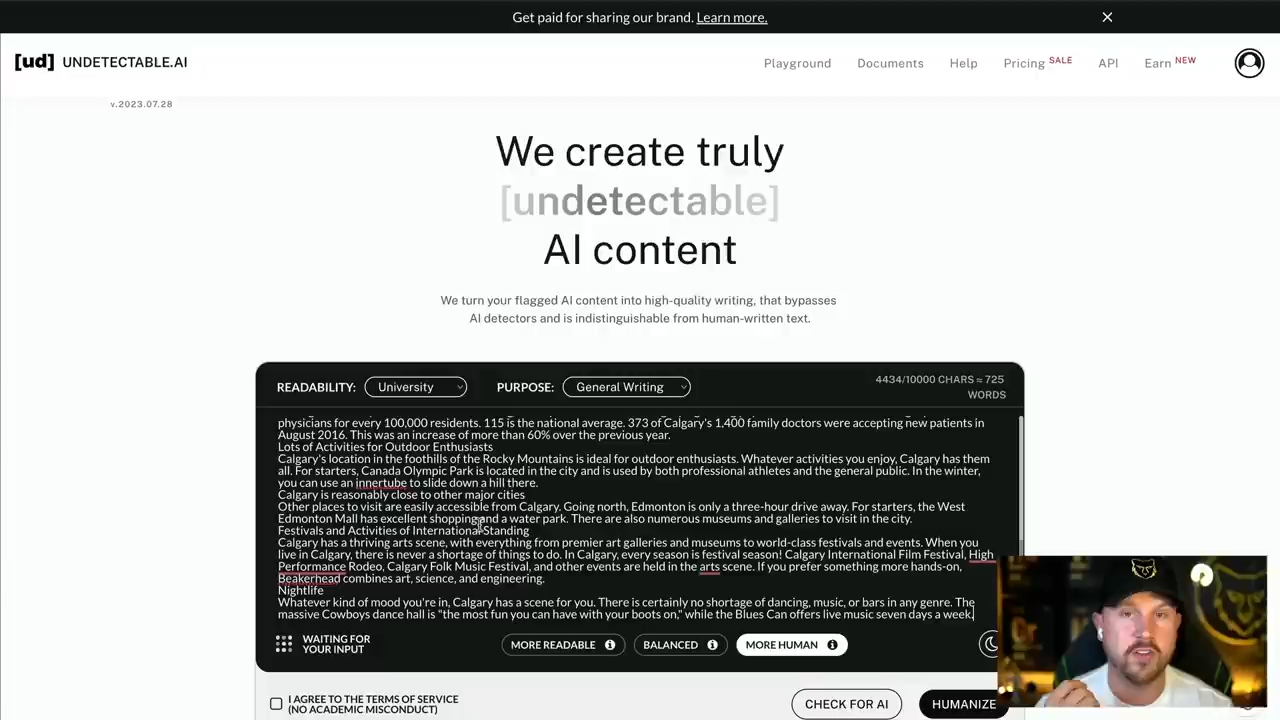 Get paid for sharing our brand. Learn more.
[ud] UNDETECTABLE.AI
Playground Documents Help Pricing SALE API Earn NEW
v.2023.07.28
We create truly
[undetectable]
AI content
We turn your flagged AI content into high-quality writing, that bypasses
AI detectors and is indistinguishable from human-written text.
READABILITY: University PURPOSE: General Writing
4434/10000 CHARS ≈ 725
WORDS
physicians for every 100,000 residents. 115 is the national average. 373 of Calgary's 1,400 family doctors were accepting new patients in
August 2016. This was an increase of more than 60% over the previous year.
Lots of Activities for Outdoor Enthusiasts
Calgary's location in the foothills of the Rocky Mountains is ideal for outdoor enthusiasts. Whatever activities you enjoy, Calgary has them
all. For starters, Canada Olympic Park is located in the city and is used by both professional athletes and the general public. In the winter,
you can use an innertube to slide down a hill there.
Calgary is reasonably close to other major cities
Other places to visit are easily accessible from Calgary. Going north, Edmonton is only a three-hour drive away. For starters, the West
Edmonton Mall has excellent shopping and a water park. There are also numerous museums and galleries to visit in the city.
Festivals and Activities of International Standing
Calgary has a thriving arts scene, with everything from premier art galleries and museums to world-class festivals and events. When you
live in Calgary, there is never a shortage of things to do. In Calgary, every season is festival season! Calgary International Film Festival, High
Performance Rodeo, Calgary Folk Music Festival, and other events are held in the arts scene. If you prefer something more hands-on,
Beakerhead combines art, science, and engineering.
Nightlife
Whatever kind of mood you're in, Calgary has a scene for you. There is certainly no shortage of dancing, music, or bars in any genre. The
massive Cowboys dance hall is "the most fun you can have with your boots on," while the Blues Can offers live music seven days a week.
WAITING FOR
YOUR INPUT
MORE READABLE BALANCED MORE HUMAN
I AGREE TO THE TERMS OF SERVICE
(NO ACADEMIC MISCONDUCT)
CHECK FOR AI HUMANIZE